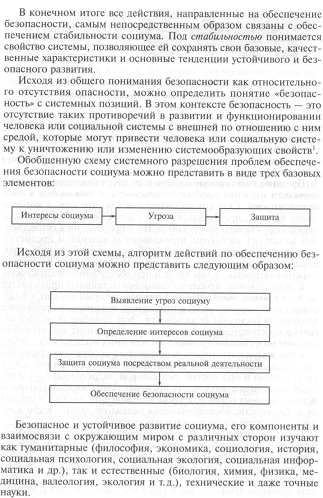 В конечном итоге все действия, направленные на обеспечение
безопасности, самым непосредственным образом связаны с обес-
печением стабильности социума. Под стабильностью понимается
свойство системы, позволяющее ей сохранять свои базовые, качест-
венные характеристики и основные тенденции устойчивого и без-
опасного развития.
Исходя из общего понимания безопасности как относительно-
го отсутствия опасности, можно определить понятие «безопас-
ность» с системных позиций. В этом контексте безопасность — это
отсутствие таких противоречий в развитии и функционировании
человека или социальной системы с внешней по отношению с ним
средой, которые могут привести человека или социальную систе-
му к уничтожению или изменению системообразующих свойств¹.
Обобщенную схему системного разрешения проблем обеспече-
ния безопасности социума можно представить в виде трех базовых
элементов:
Интересы социума Угроза Защита
Исходя из этой схемы, алгоритм действий по обеспечению без-
опасности социума можно представить следующим образом:
Выявление угроз социуму
Определение интересов социума
Защита социума посредством реальной деятельности
Обеспечение безопасности социума
Безопасное и устойчивое развитие социума, его компоненты и
взаимосвязи с окружающим миром с различных сторон изучают
как гуманитарные (философия, экономика, социология, история,
социальная психология, социальная экология, социальная инфор-
матика и др.), так и естественные (биология, химия, физика, ме-
дицина, валеология, экология и т.д.), технические и даже точные
науки.